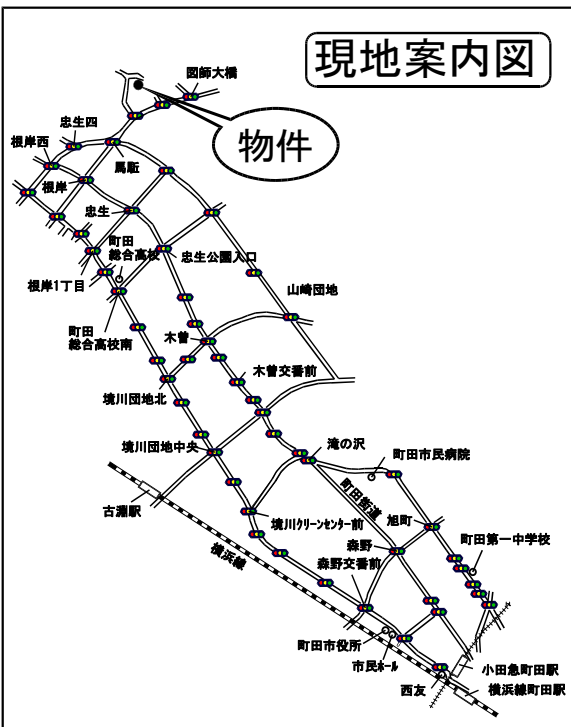 現地案内図
図師大橋
忠生四
物件
根岸西
馬駈
根岸
忠生
町田
総合高校
忠生公園入口
根岸1丁目
山崎団地
町田
総合高校南
木曽
木曽交番前
境川団地北
境川団地中央
滝の沢
町田市民病院
古淵駅
町田街道
旭町
境川クリーンセンター前
町田第一中学校
横浜線
森野
森野交番前
町田市役所
市民ホール
小田急町田駅
西友
横浜線町田駅